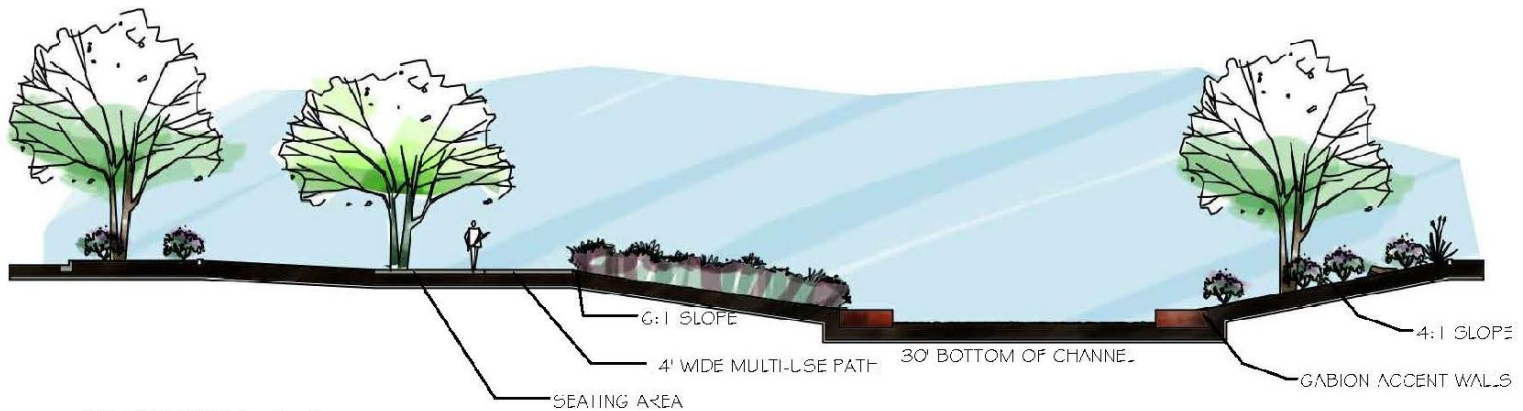 6:1 SLOPE
4' WIDE MULTI-USE PATH
SEATING AREA
30' BOTTOM OF CHANNEL
4:1 SLOPE
GABION ACCENT WALLS